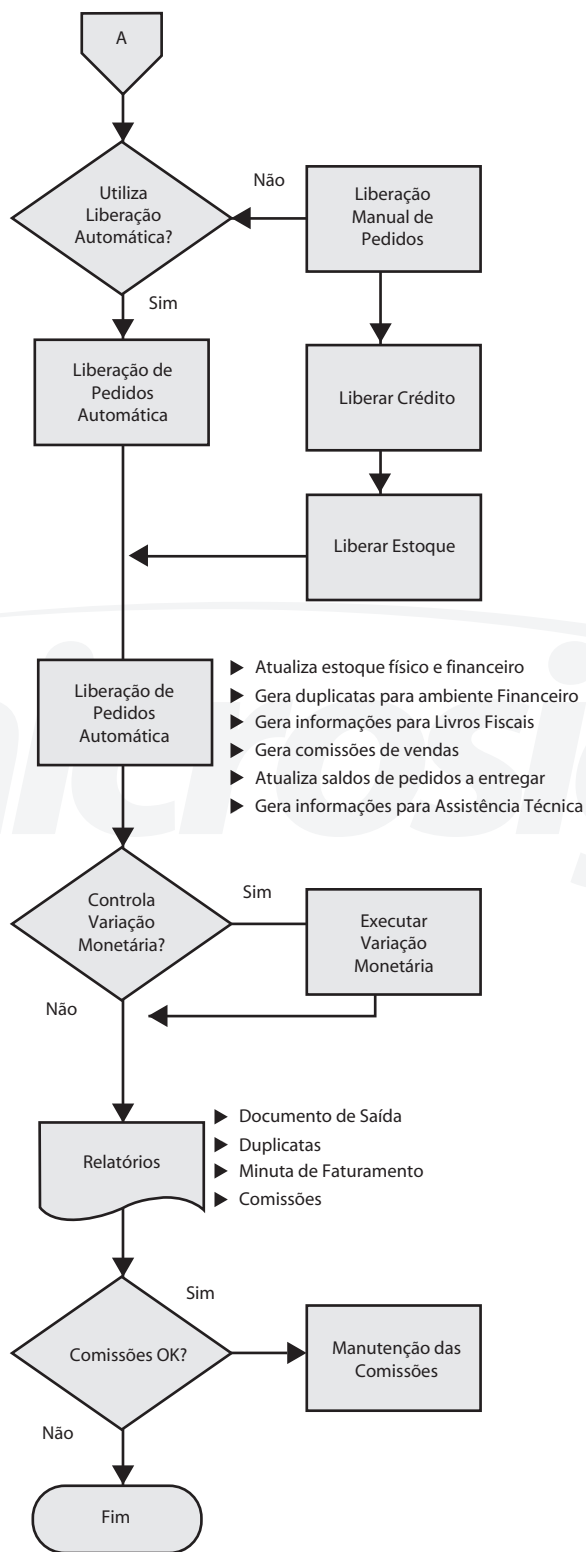 A
Utiliza
Liberação
Automática?
Não
Liberação
Manual de
Pedidos
Sim
Liberação de
Pedidos
Automática
Liberar Crédito
Liberar Estoque
Liberação de
Pedidos
Automática
Atualiza estoque físico e financeiro
Gera duplicatas para ambiente Financeiro
Gera informações para Livros Fiscais
Gera comissões de vendas
Atualiza saldos de pedidos a entregar
Gera informações para Assistência Técnica
Controla
Variação
Monetária?
Sim
Executar
Variação
Monetária
Não
Relatórios
Documento de Saída
Duplicatas
Minuta de Faturamento
Comissões
Comissões OK?
Sim
Manutenção das
Comissões
Não
Fim